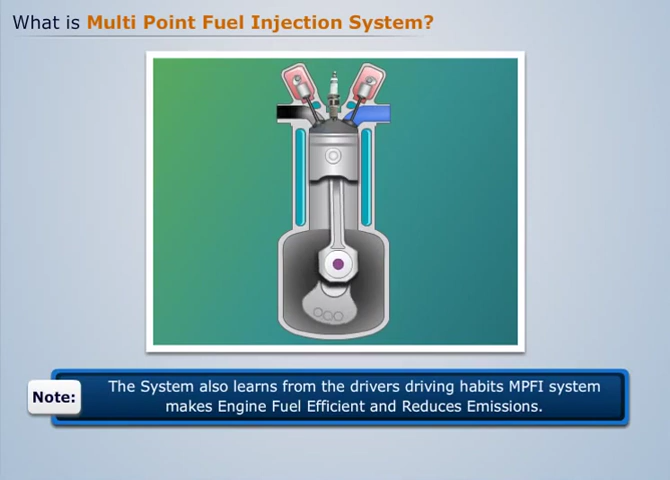 What is Multi Point Fuel Injection System?
Note:
The System also learns from the drivers driving habits MPFI system
makes Engine Fuel Efficient and Reduces Emissions.